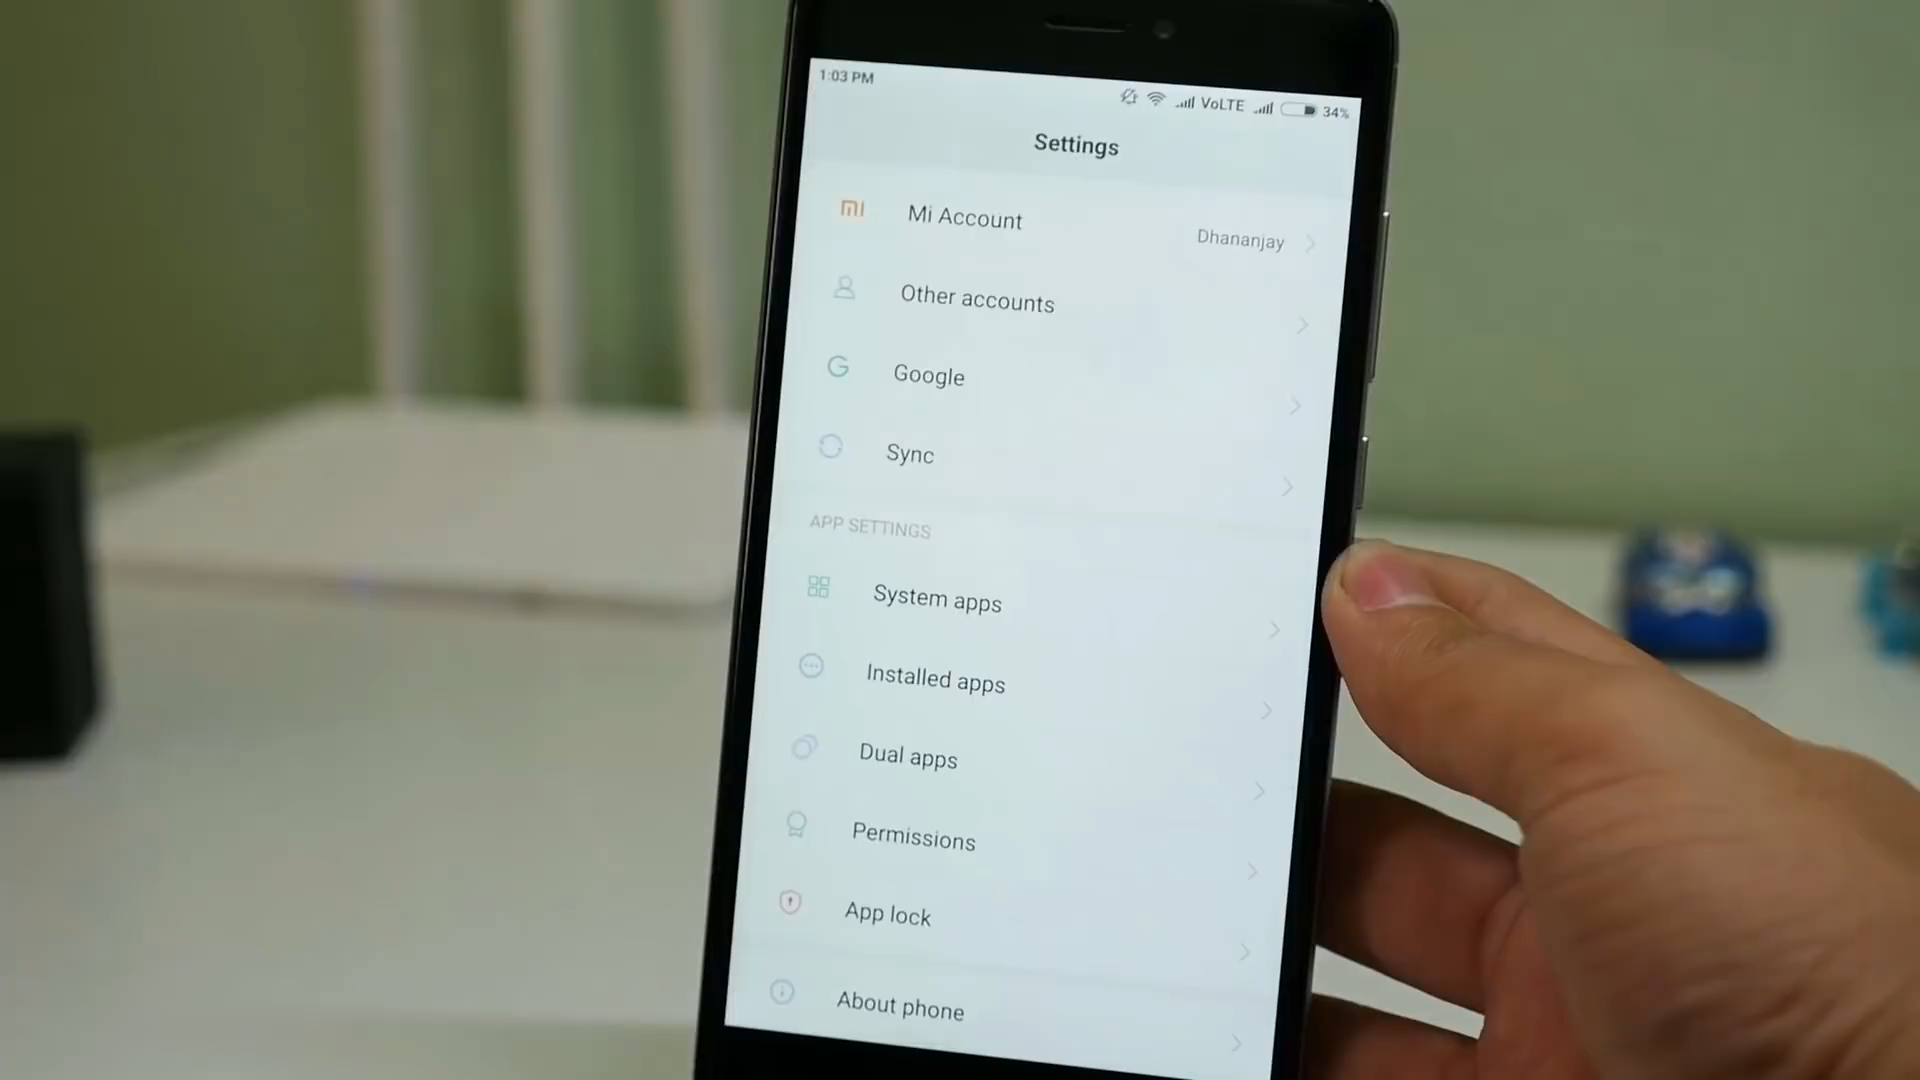 1:03 PM
VoLTE 34%
Settings
Mi Account Dhananjay
Other accounts
Google
Sync
APP SETTINGS
System apps
Installed apps
Dual apps
Permissions
App lock
About phone